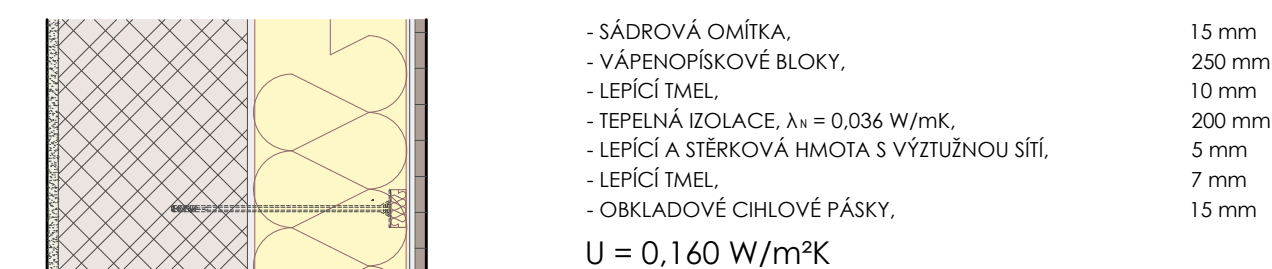 - SÁDROVÁ OMÍTKA, 15 mm
- VÁPENOPÍSKOVÉ BLOKY, 250 mm
- LEPÍCÍ TMEL, 10 mm
- TEPELNÁ IZOLACE, λN = 0,036 W/mK, 200 mm
- LEPÍCÍ A STĚRKOVÁ HMOTA S VÝZTUŽNOU SÍTÍ, 5 mm
- LEPÍCÍ TMEL, 7 mm
- OBKLADOVÉ CIHLOVÉ PÁSKY, 15 mm
U = 0,160 W/m²K